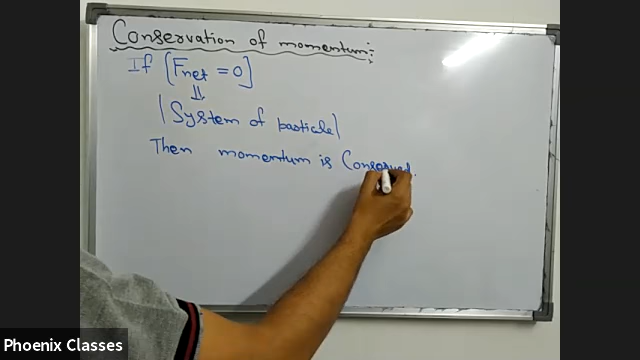 Conservation of momentum:
If [Fnet = 0]
⇓
|System of particle|
Then momentum is Conserved.
Phoenix Classes